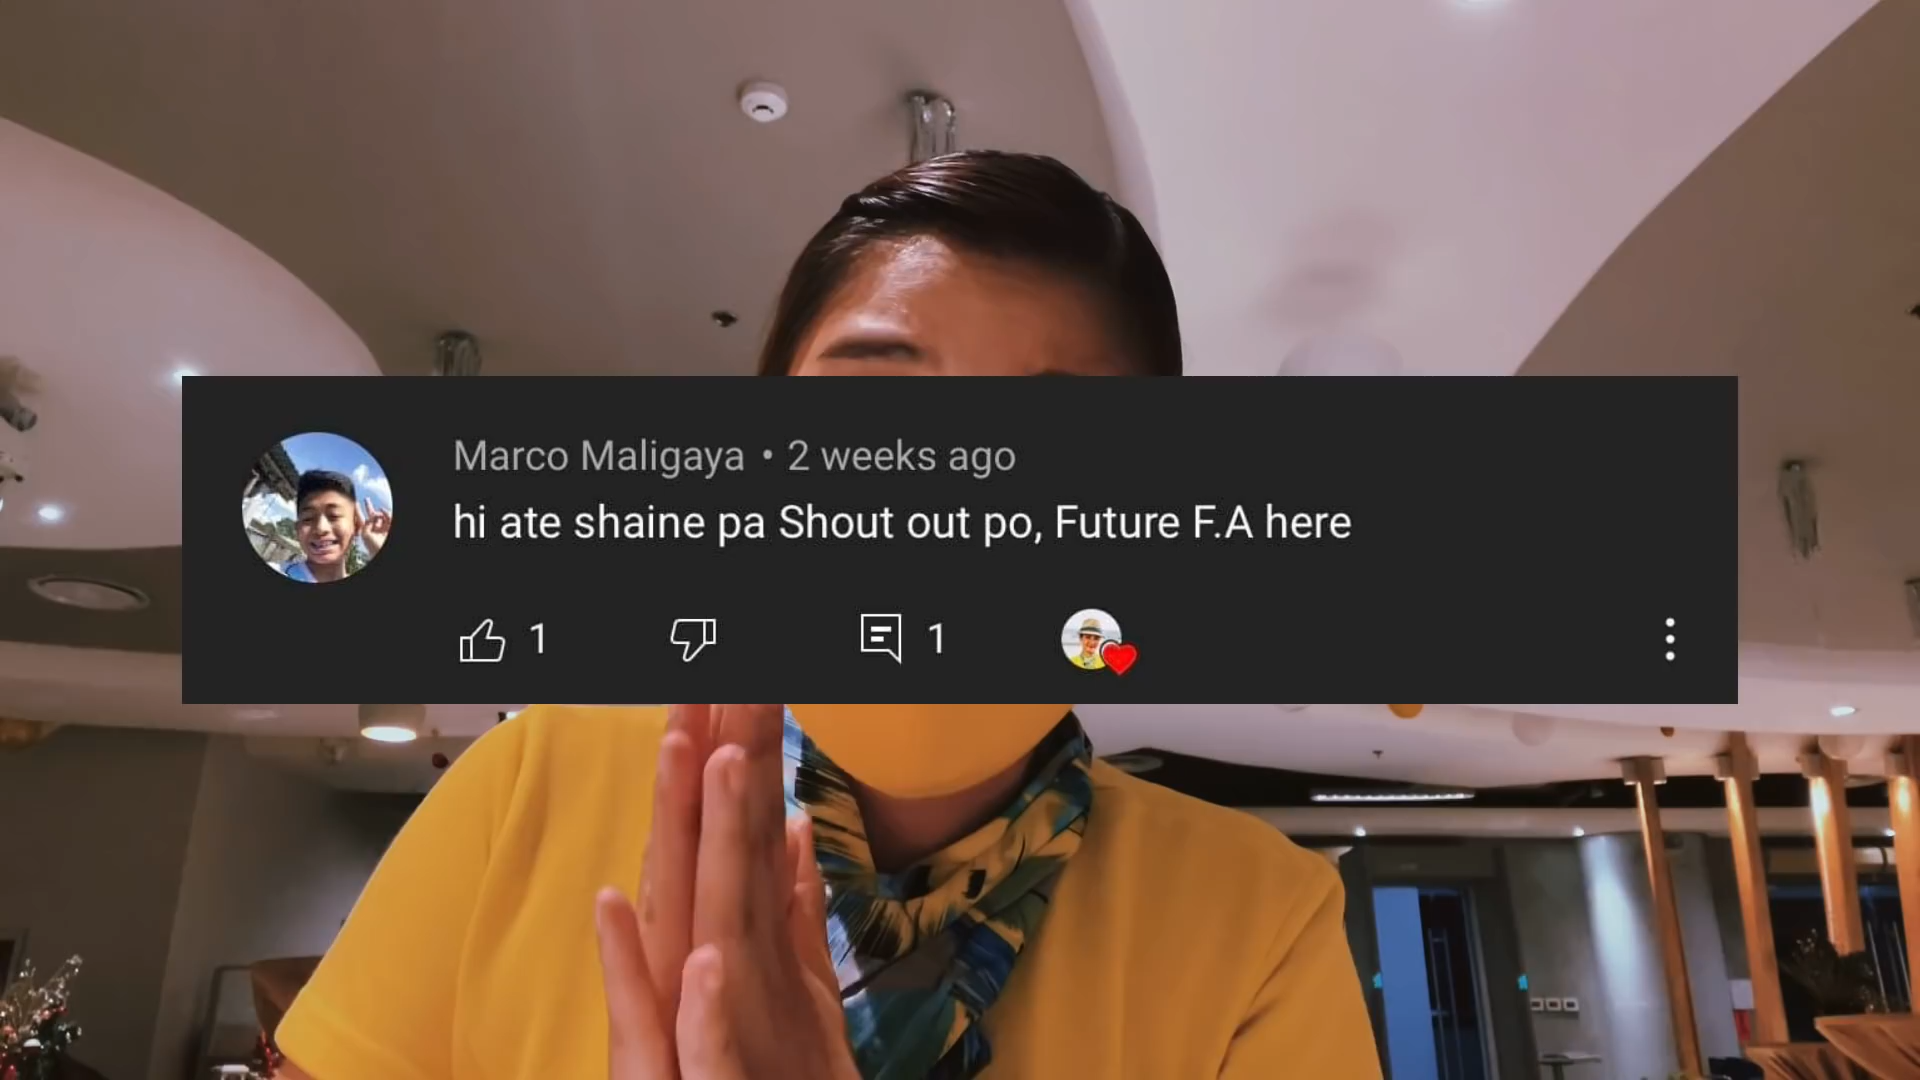 Marco Maligaya • 2 weeks ago
hi ate shaine pa Shout out po, Future F.A here
1
1